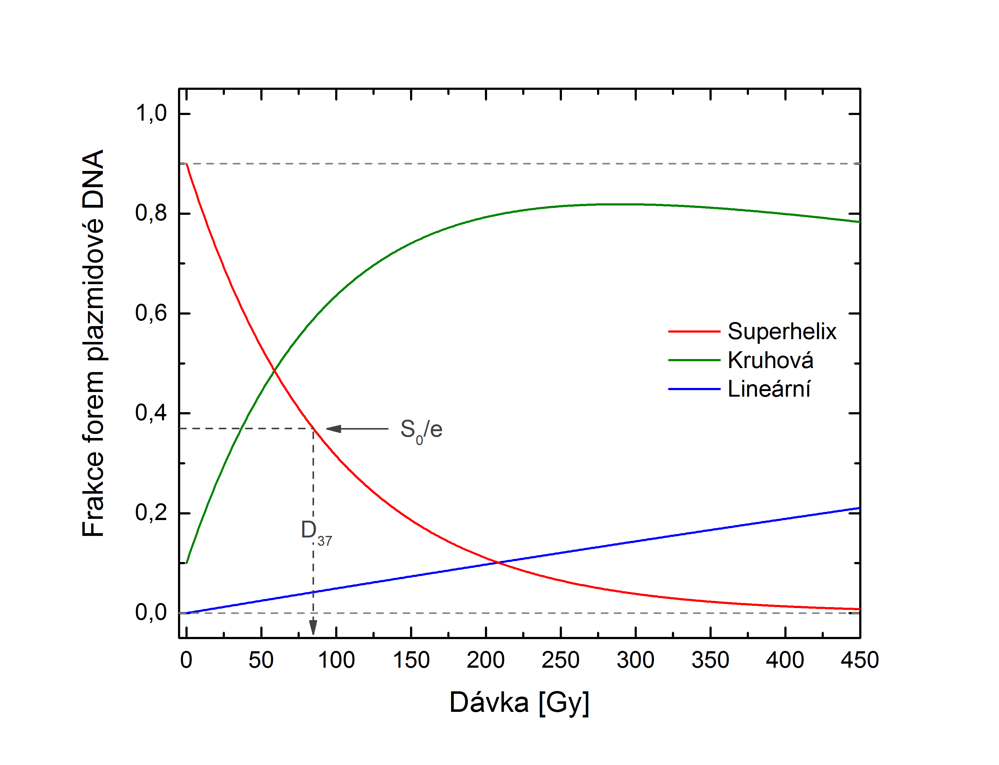 Frakce forem plazmidové DNA
1,0
0,8
0,6
0,4
0,2
0,0
Superhelix
Kruhová
Lineární
S0/e
D37
0 50 100 150 200 250 300 350 400 450
Dávka [Gy]